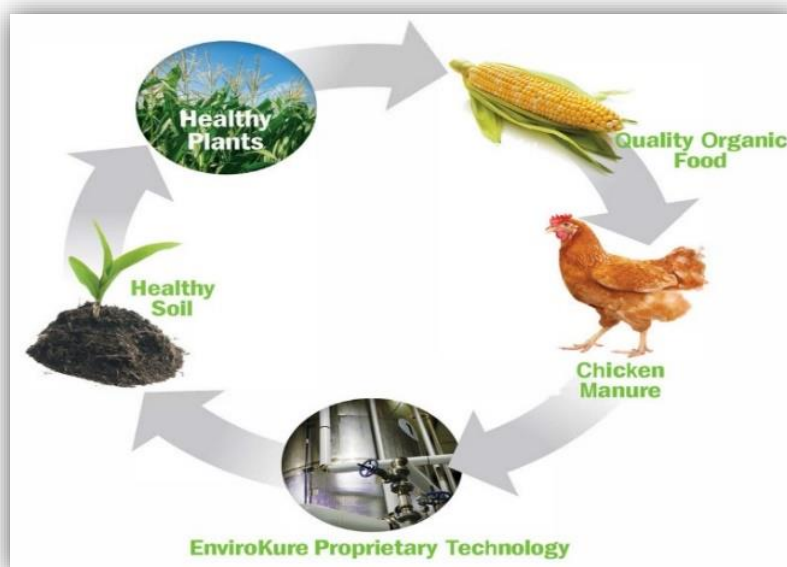 Healthy
Plants
Quality Organic
Food
Healthy
Soil
Chicken
Manure
EnviroKure Proprietary Technology